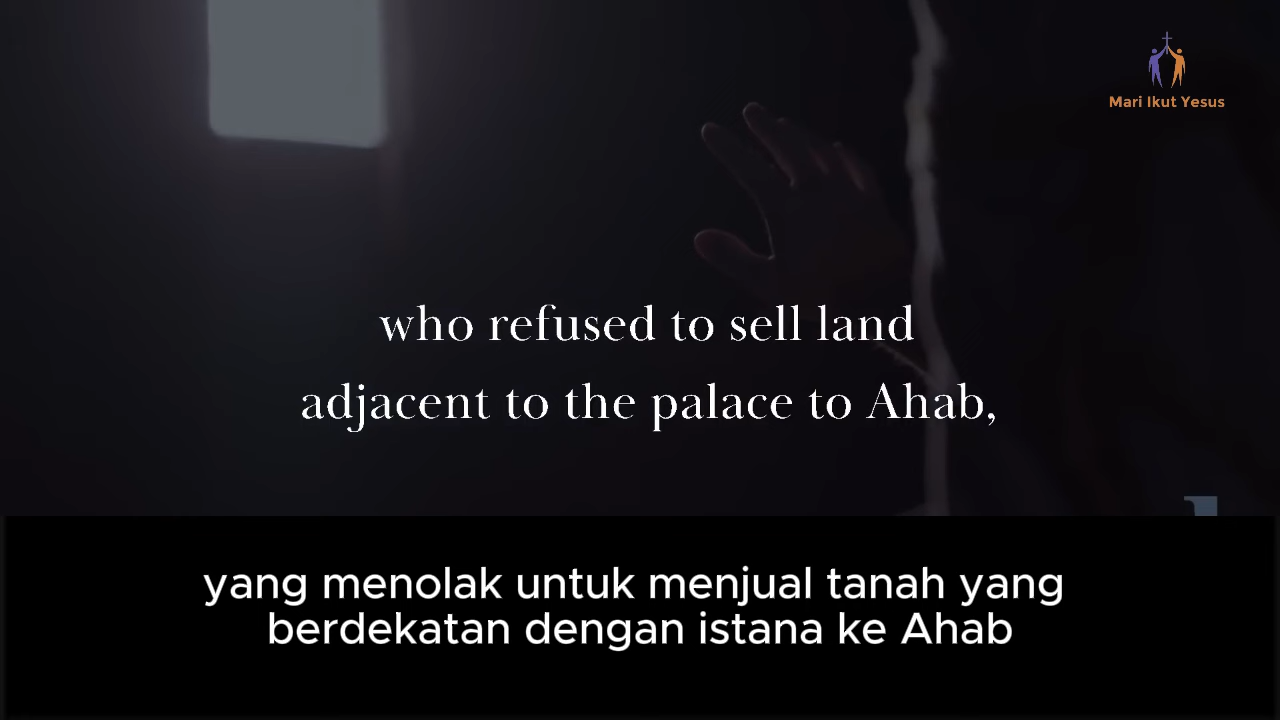 Mari Ikut Yesus
who refused to sell land
adjacent to the palace to Ahab,
yang menolak untuk menjual tanah yang
berdekatan dengan istana ke Ahab